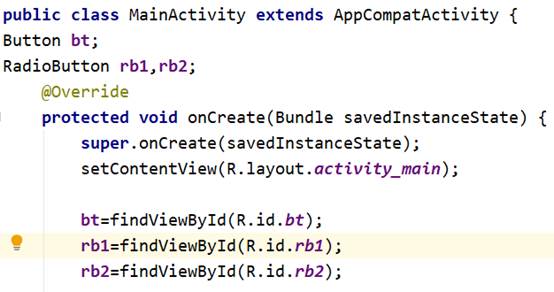 public class MainActivity extends AppCompatActivity {
Button bt;
RadioButton rb1,rb2;
@Override
protected void onCreate(Bundle savedInstanceState) {
super.onCreate(savedInstanceState);
setContentView(R.layout.activity_main);
bt=findViewById(R.id.bt);
rb1=findViewById(R.id.rb1);
rb2=findViewById(R.id.rb2);